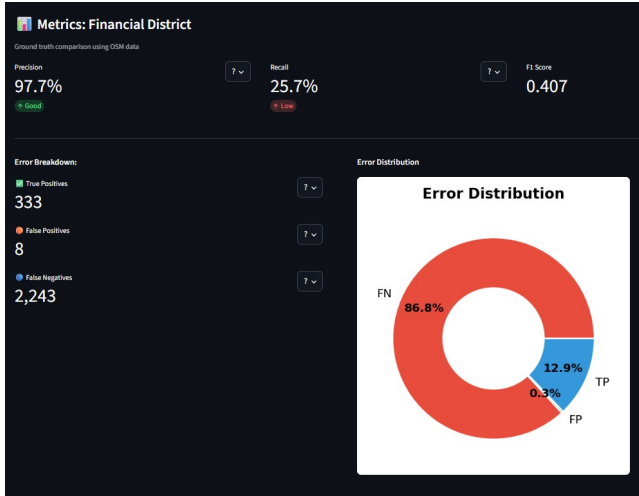 Metrics: Financial District
Ground truth comparison using OSM data
Precision
?
Recall
?
F1 Score
97.7%
25.7%
0.407
↑ Good
↑ Low
Error Breakdown:
Error Distribution
True Positives
?
333
False Positives
?
8
False Negatives
?
2,243
Error Distribution
FN
86.8%
12.9%
TP
0.3%
FP